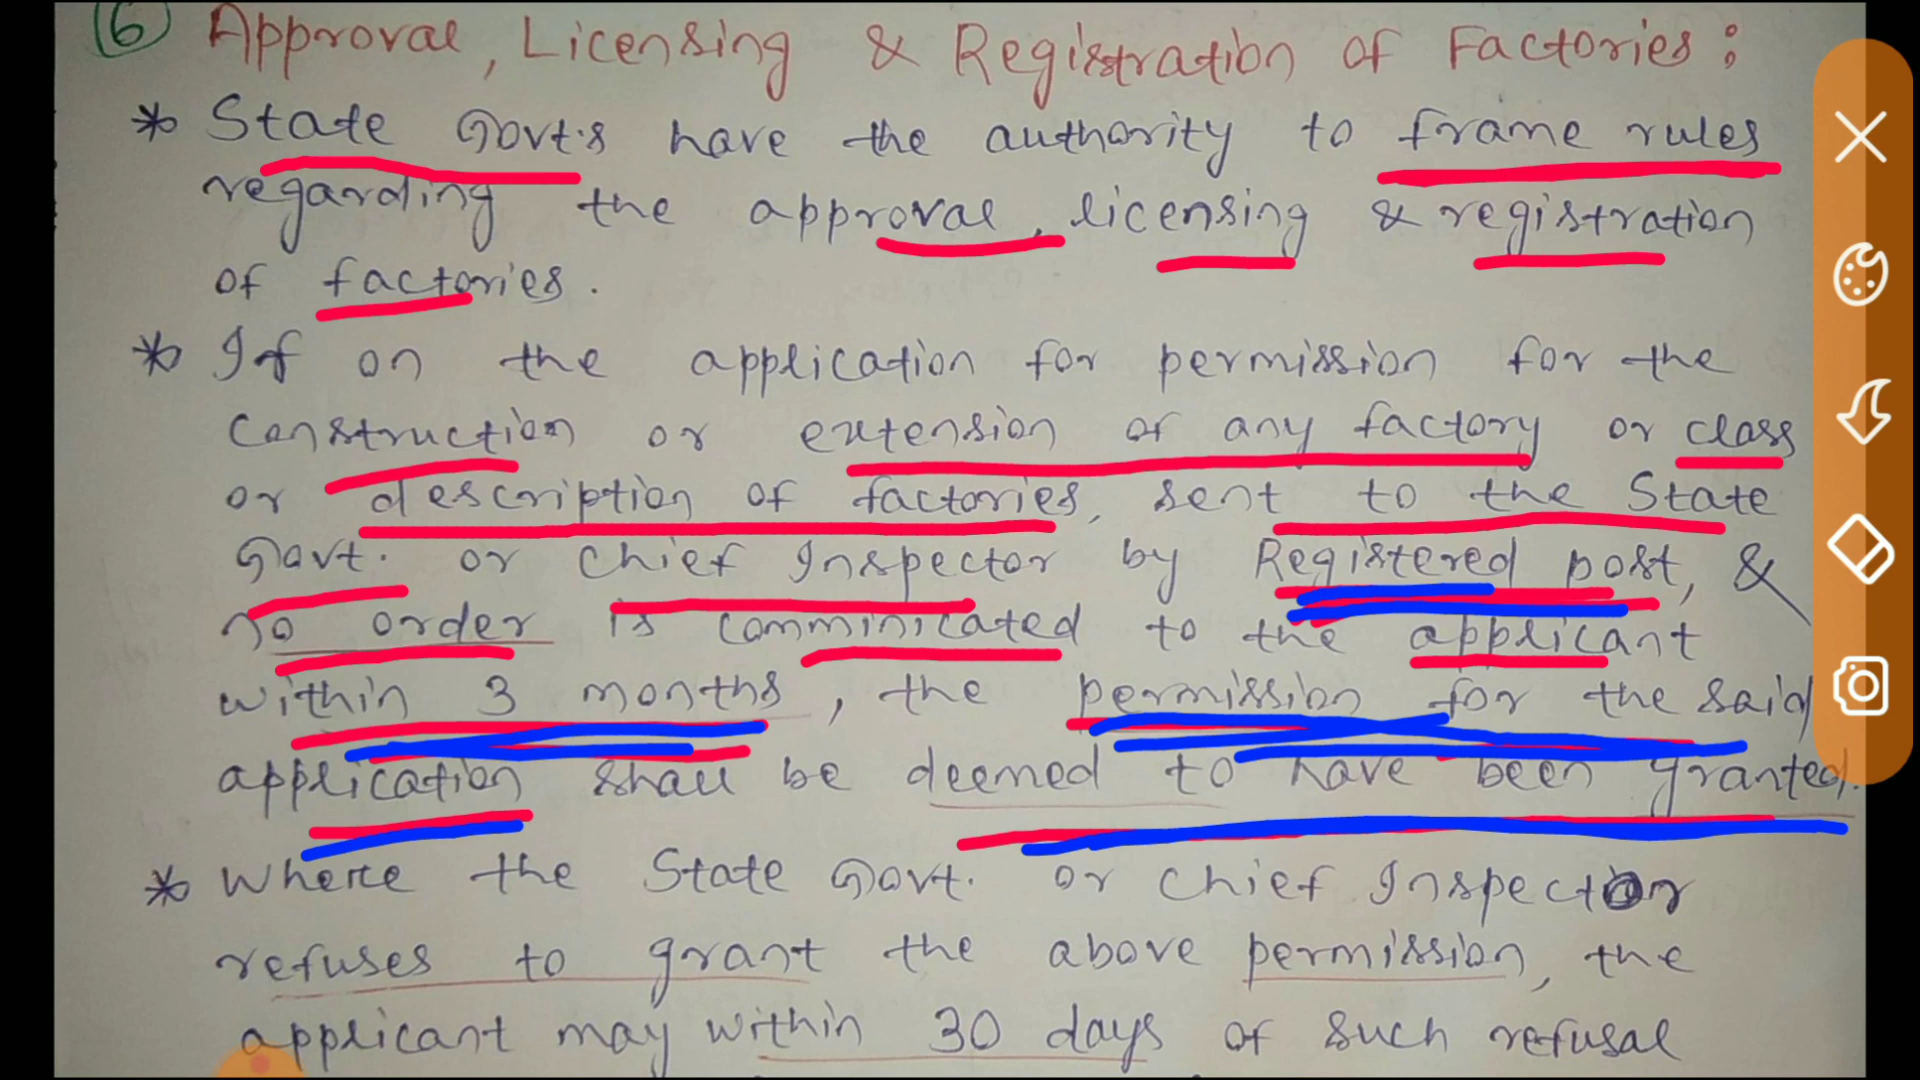 6 Approval, Licensing & Registration of Factories:
* State Govt's have the authority to frame rules
regarding the approval, licensing & registration
of factories.
* If on the application for permission for the
construction or extension of any factory or class
or description of factories, sent to the State
Govt. or Chief Inspector by Registered post, &
no order is comminicated to the applicant
within 3 months, the permission for the said
application shall be deemed to have been granted.
* Where the State Govt. or Chief Inspector
refuses to grant the above permission, the
applicant may within 30 days of such refusal